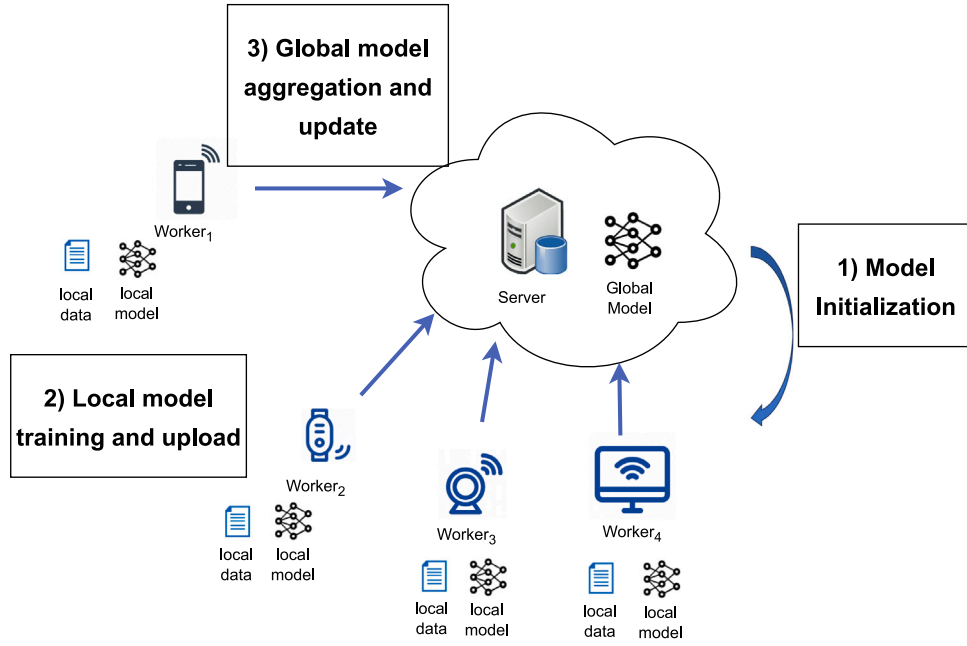 3) Global model
aggregation and
update
Worker1
local
data
local
model
Server
Global
Model
1) Model
Initialization
2) Local model
training and upload
Worker2
local
data
local
model
Worker3
local
data
local
model
Worker4
local
data
local
model